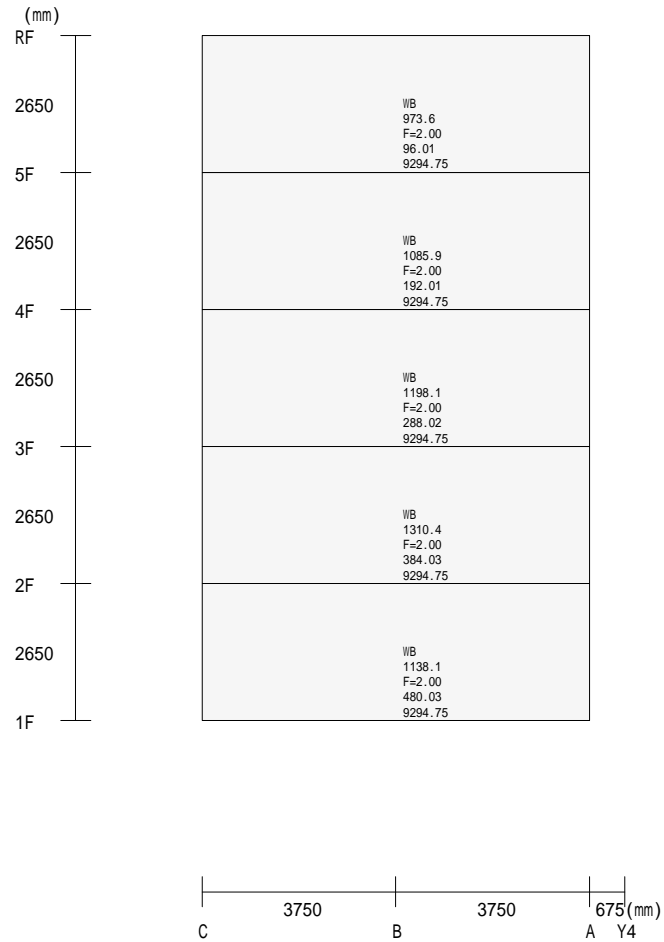 (mm)
RF
2650
WB
973.6
F=2.00
96.01
9294.75
5F
2650
WB
1085.9
F=2.00
192.01
9294.75
4F
2650
WB
1198.1
F=2.00
288.02
9294.75
3F
2650
WB
1310.4
F=2.00
384.03
9294.75
2F
2650
WB
1138.1
F=2.00
480.03
9294.75
1F
3750 3750 675(mm)
C B A Y4